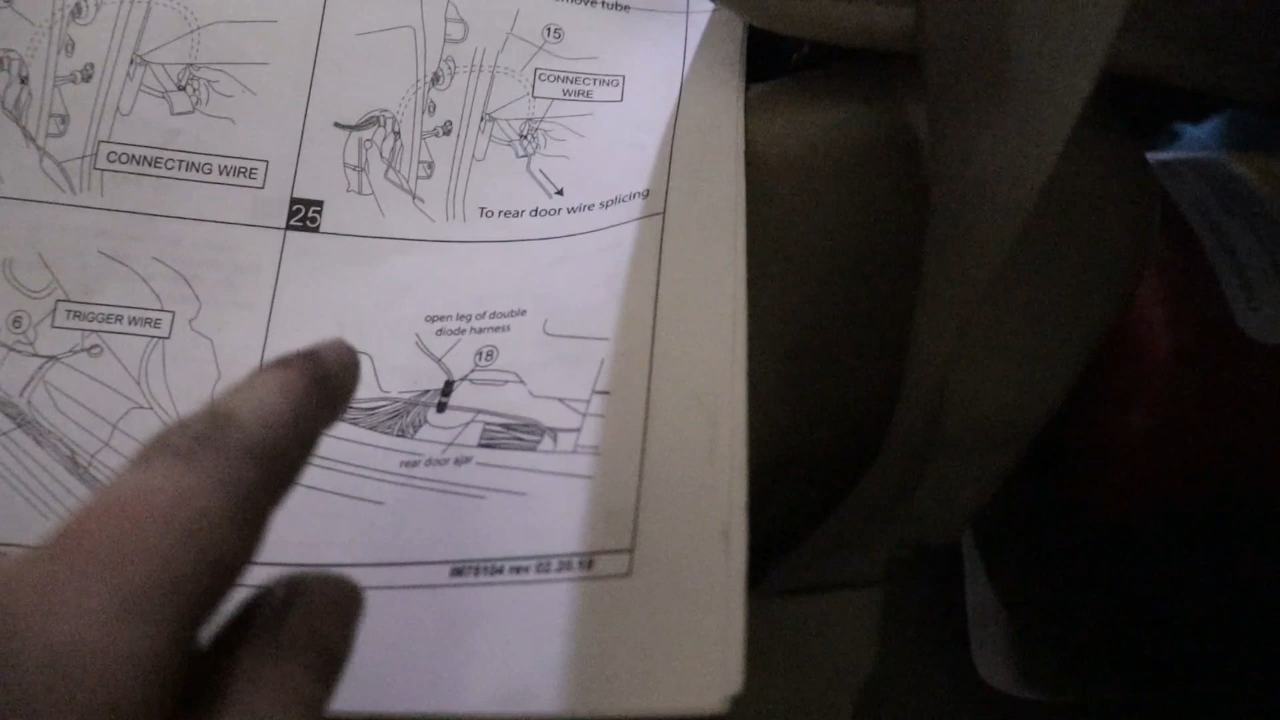 tube
15
CONNECTING
WIRE
CONNECTING WIRE
To rear door wire splicing
25
6
TRIGGER WIRE
open leg of double
diode harness
18
rear door ajar
rev